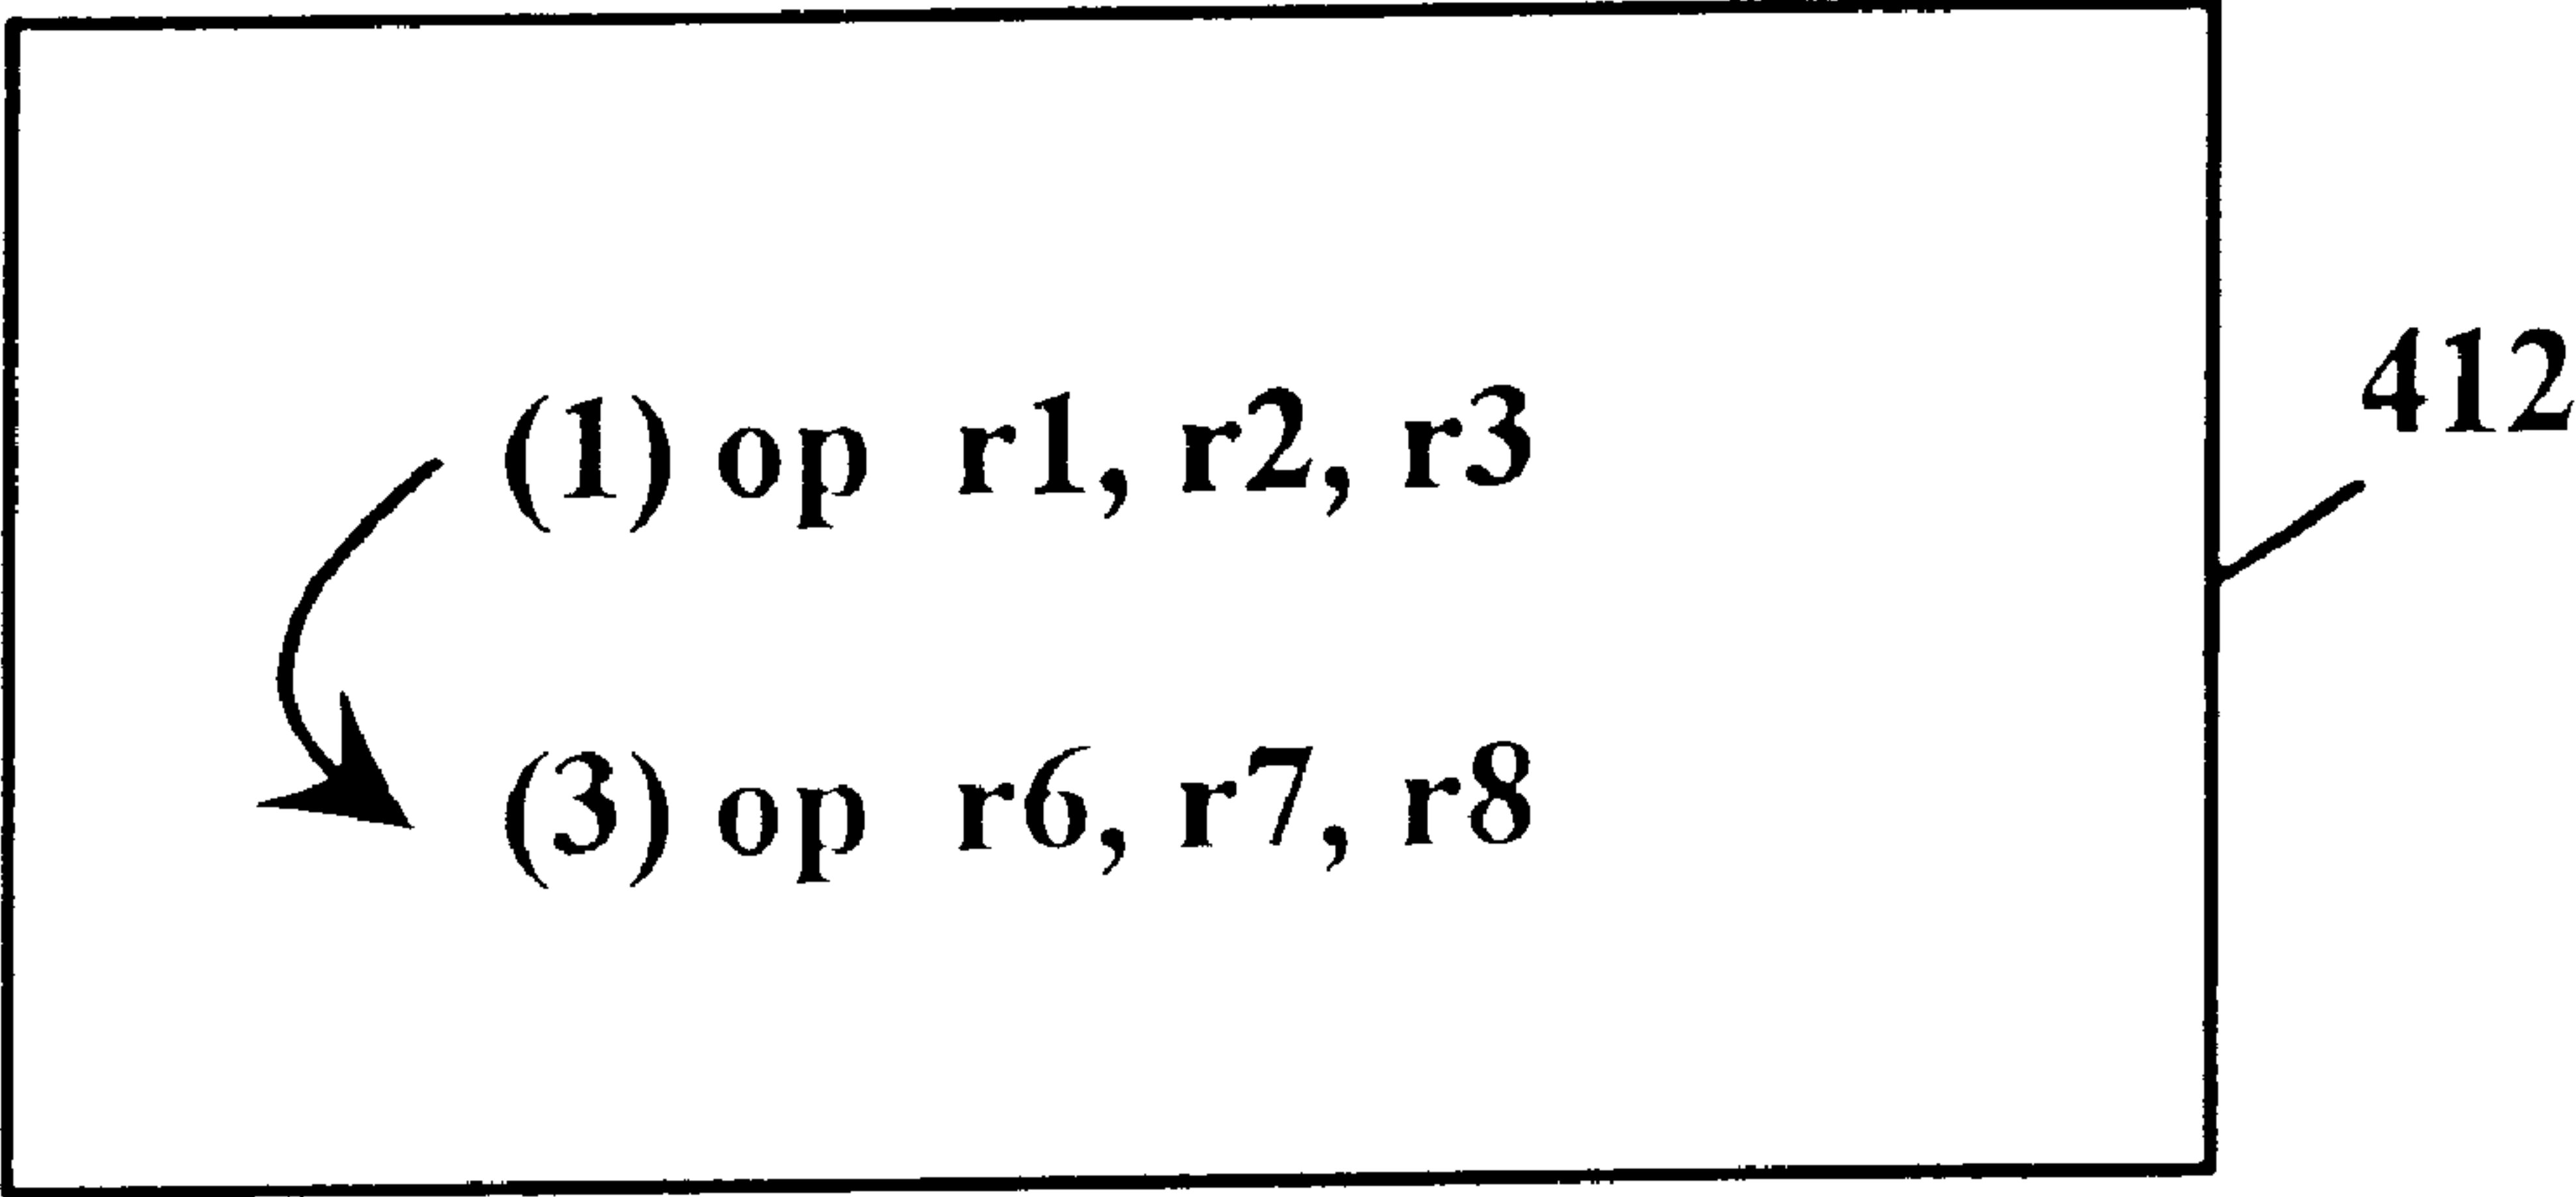 (1) op r1, r2, r3
412
(3) op r6, r7, r8